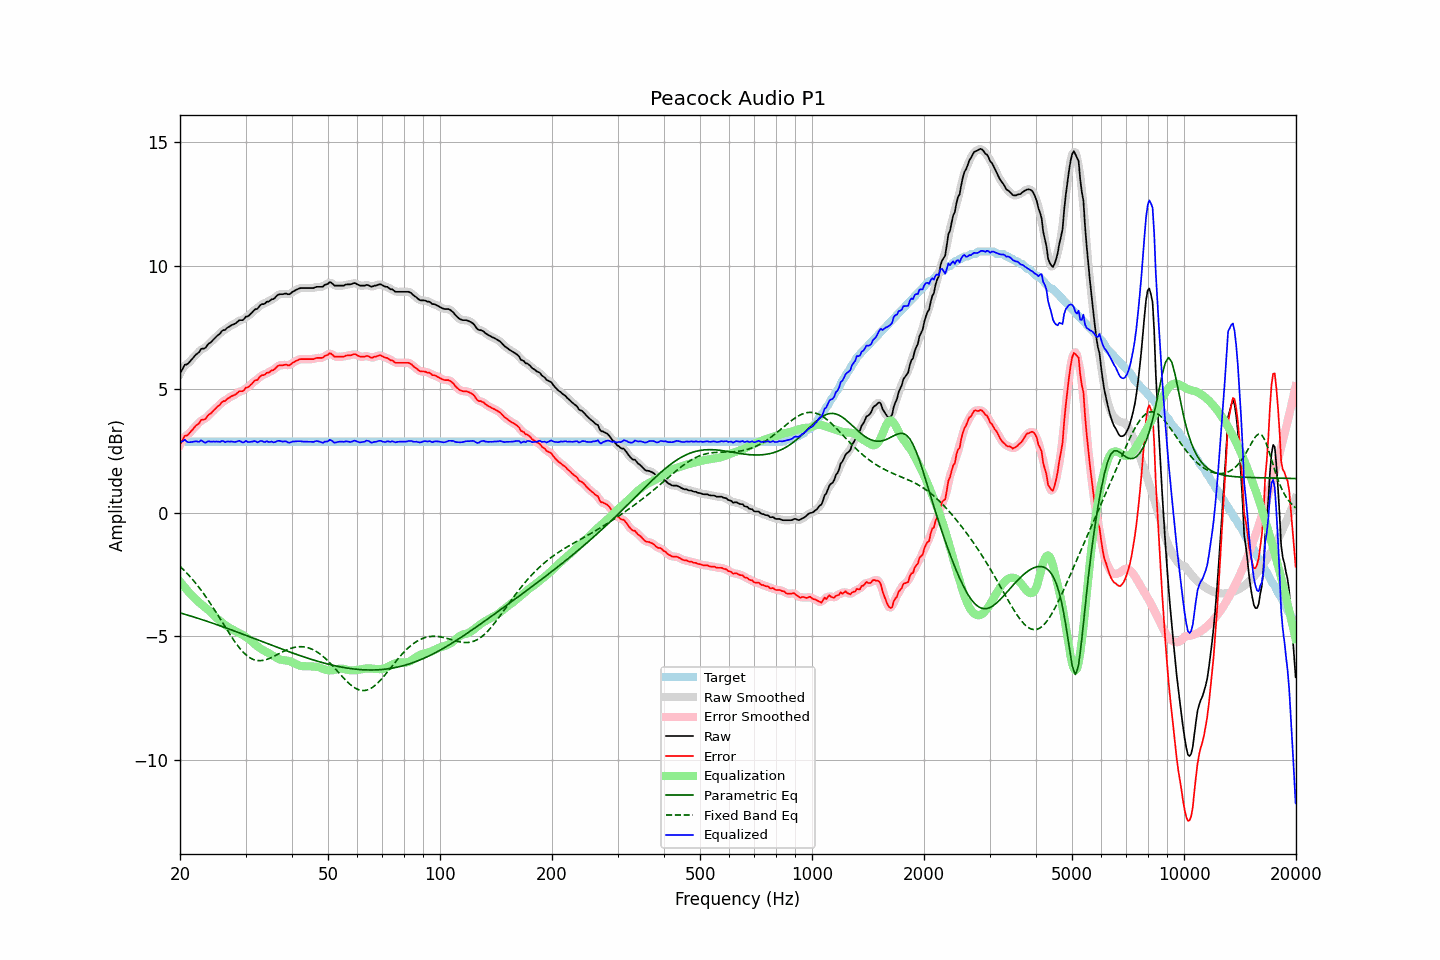 Peacock Audio P1
Amplitude (dBr)
15
10
5
0
−5
−10
Target
Raw Smoothed
Error Smoothed
Raw
Error
Equalization
Parametric Eq
Fixed Band Eq
Equalized
20
50
100
200
500
1000
2000
5000
10000
20000
Frequency (Hz)